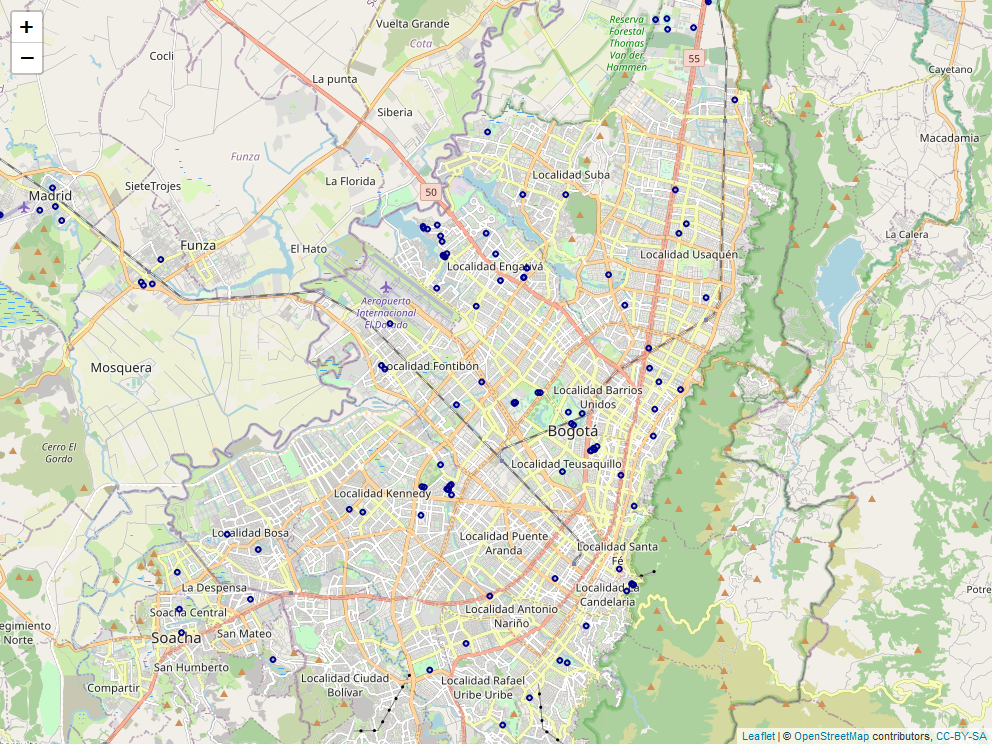 +
−
Vuelta Grande
Cota
Cocli
La punta
Siberia
Reserva
Forestal
Thomas
Van der
Hammen
55
Cayetano
Macadamia
Funza
SieteTrojes
La Florida
50
Localidad Suba
Madrid
Funza
El Hato
Localidad Engativá
Localidad Usaquén
La Calera
Aeropuerto
Internacional
El Dorado
Mosquera
Localidad Fontibón
Localidad Barrios
Unidos
Bogotá
Cerro El
Gordo
Localidad Teusaquillo
Localidad Kennedy
Localidad Bosa
Localidad Puente
Aranda
Localidad Santa
Fé
La Despensa
Localidad La
Candelaria
Potre
Soacha Central
Localidad Antonio
Nariño
egimiento
Norte
Soacha
San Mateo
San Humberto
Compartir
Localidad Ciudad
Bolívar
Localidad Rafael
Uribe Uribe
Leaflet | © OpenStreetMap contributors, CC-BY-SA